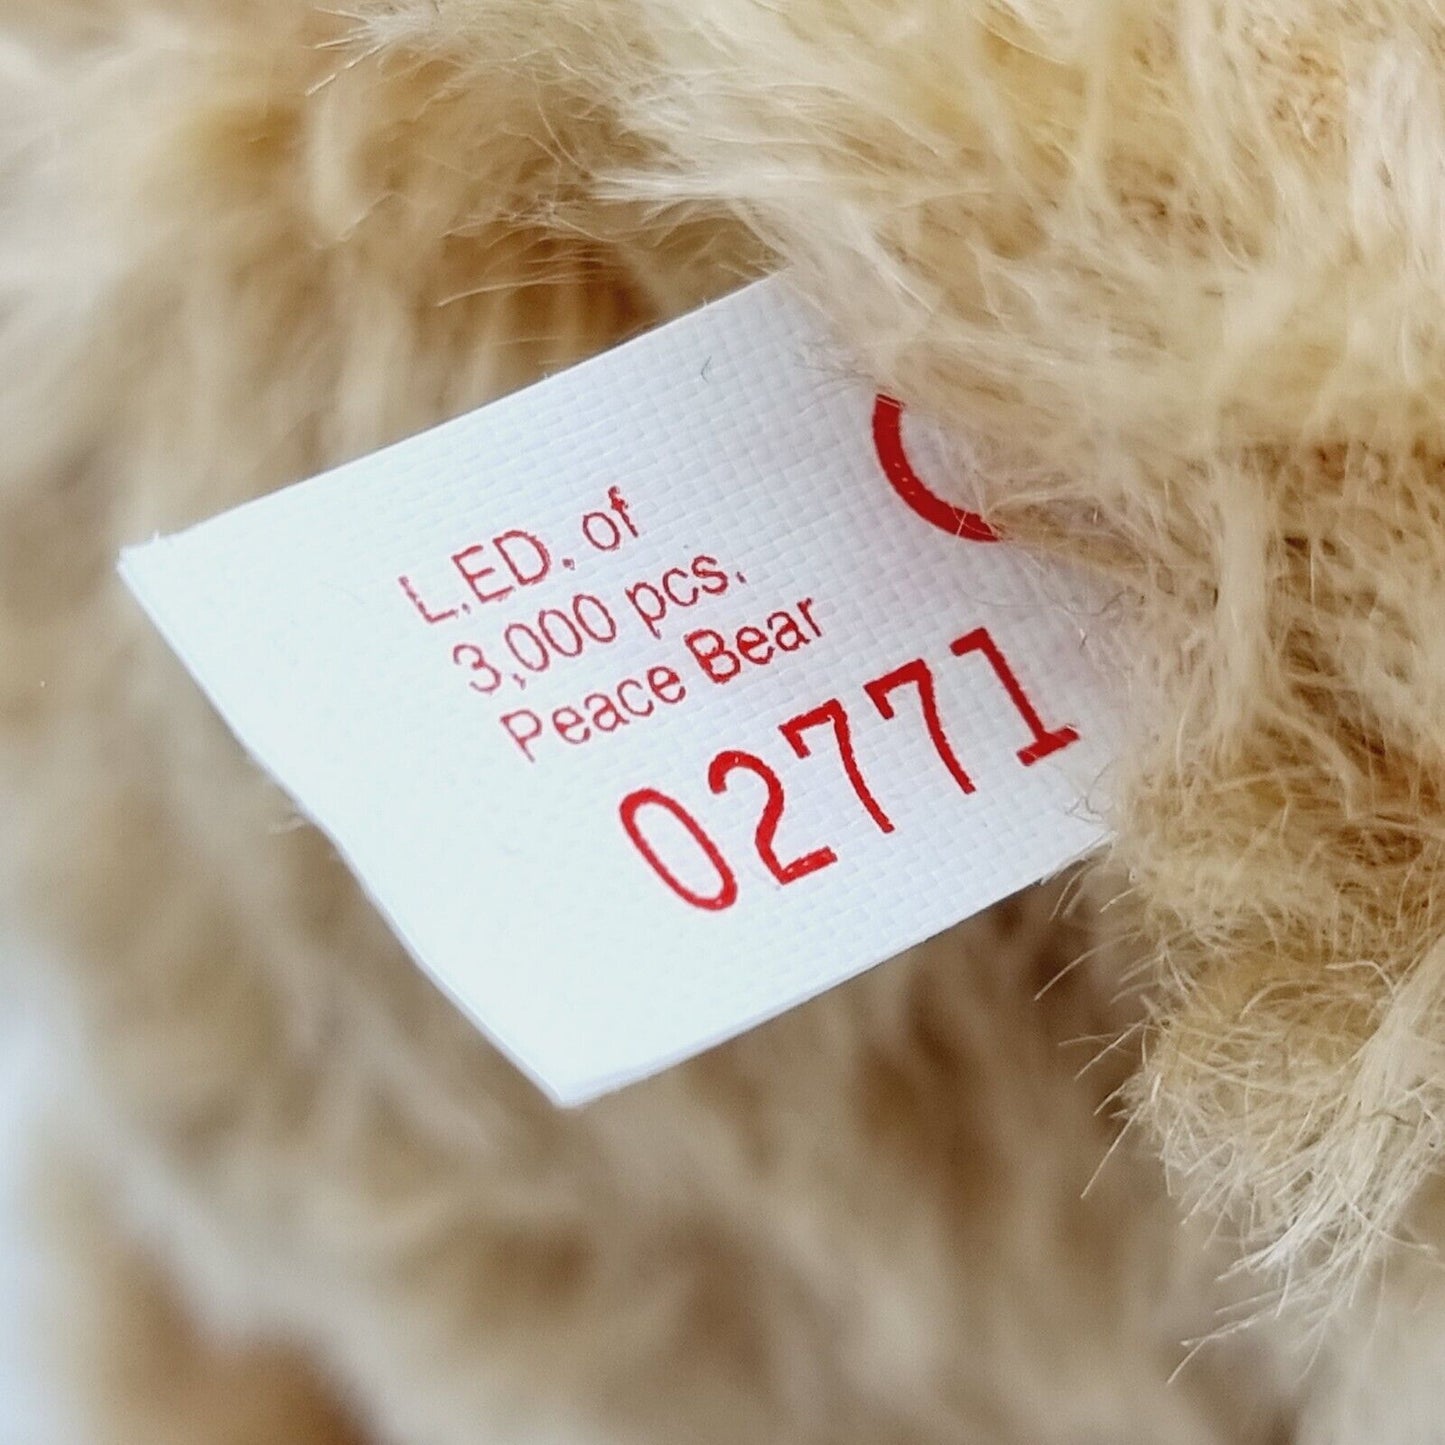 L.ED. of
3,000 pcs.
Peace Bear
02771